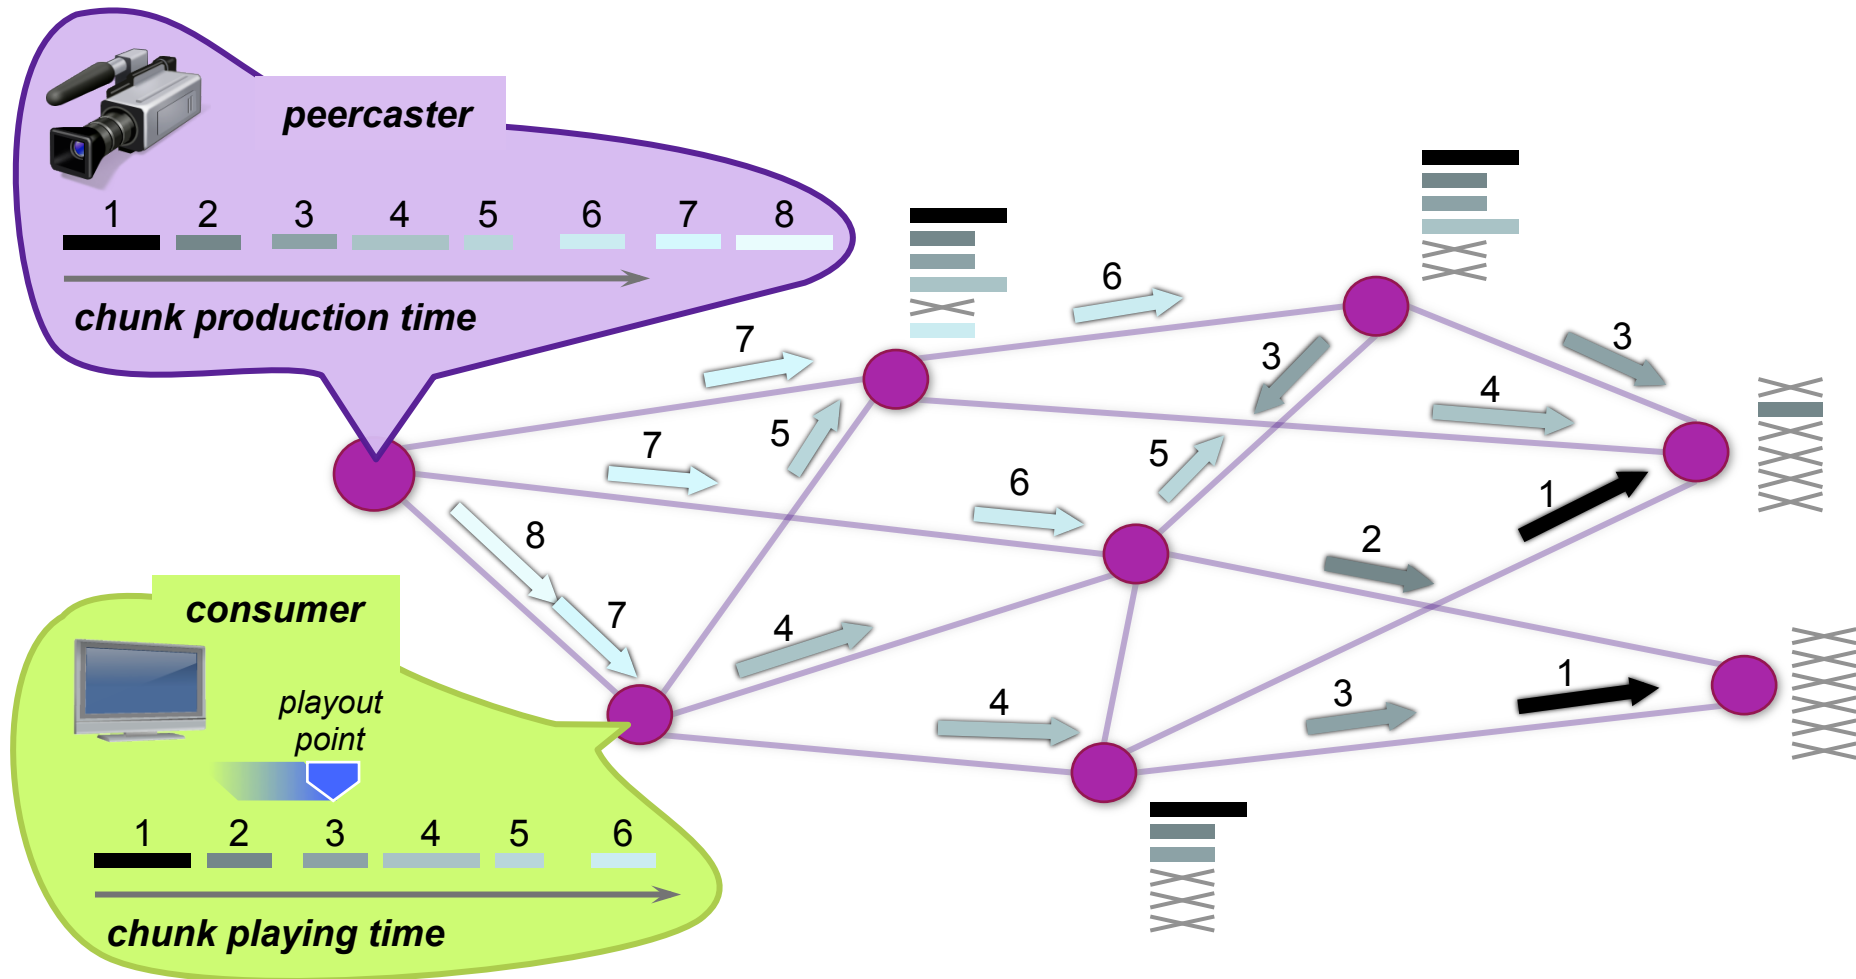 peercaster
1 2 3 4 5 6 7 8
chunk production time
7
6
3
3
4
5
7
5
6
1
2
8
7
4
4
3
1
consumer
playout
point
1 2 3 4 5 6
chunk playing time